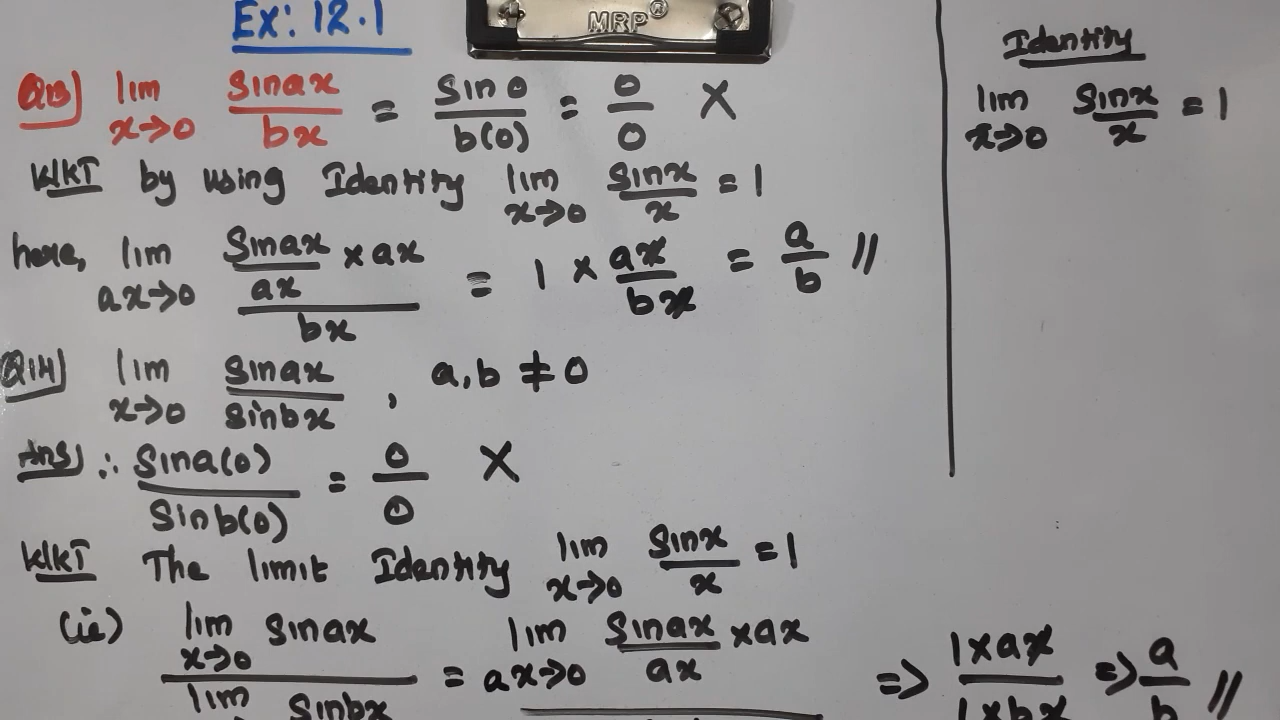 Ex: 12.1
MRP®
Q13) lim x→0 sinax/bx = sin0/b(0) = 0/0 ×
WKT by using Identity lim x→0 sinx/x = 1
here, lim ax→0 (sinax/ax × ax)/bx = 1 × ax/bx = a/b //
Q14) lim x→0 sinax/sinbx , a,b ≠ 0
Ans) ∴ sina(0)/sinb(0) = 0/0 ×
WKT The limit Identity lim x→0 sinx/x = 1
(ie) lim x→0 sinax / lim sinbx = lim ax→0 sinax/ax × ax ⇒ 1×ax/1×bx ⇒ a/b //
Identity
lim x→0 sinx/x = 1